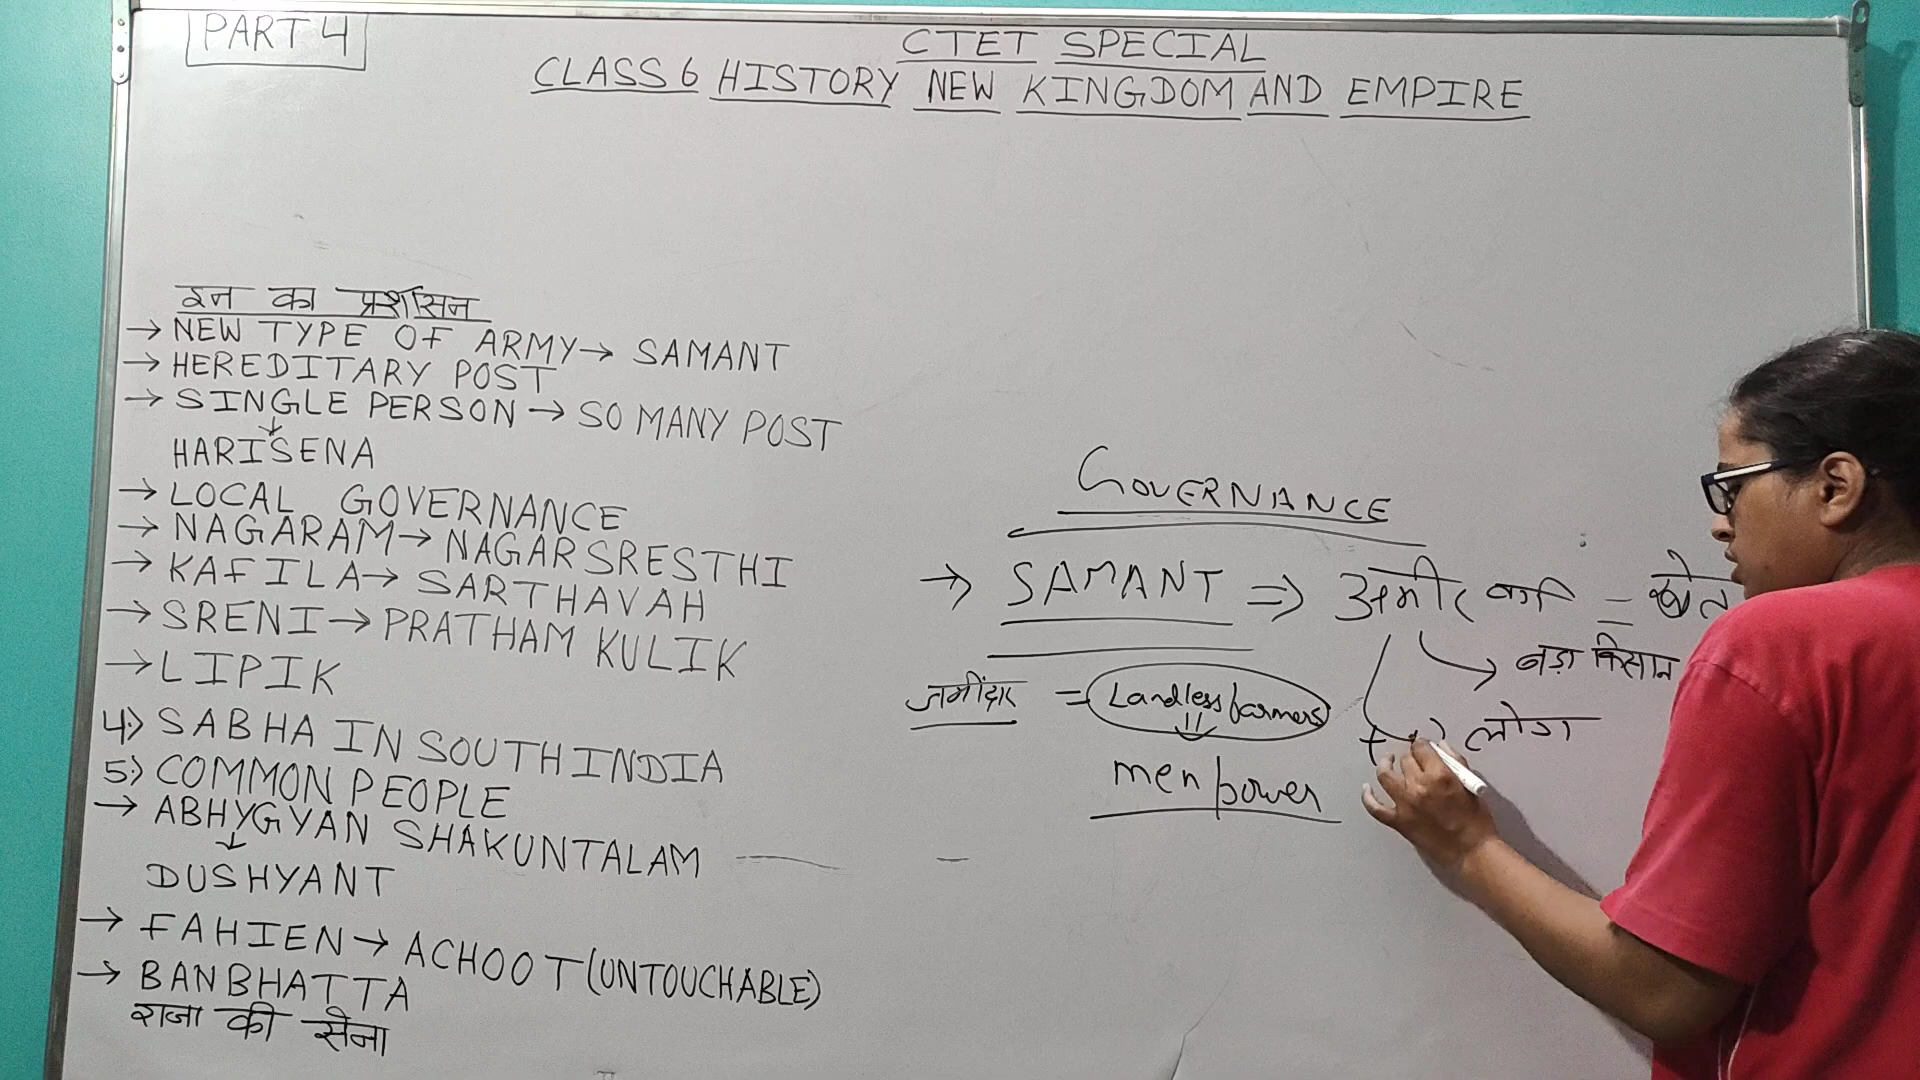 PART 4
CTET SPECIAL
CLASS 6 HISTORY NEW KINGDOM AND EMPIRE
इन का प्रशासन
→ NEW TYPE OF ARMY → SAMANT
→ HEREDITARY POST
→ SINGLE PERSON → SO MANY POST
↓
HARISENA
→ LOCAL GOVERNANCE
→ NAGARAM → NAGARSRESTHI
→ KAFILA → SARTHAVAH
→ SRENI → PRATHAM KULIK
→ LIPIK
4:) SABHA IN SOUTH INDIA
5:) COMMON PEOPLE
→ ABHYGYAN SHAKUNTALAM
↓
DUSHYANT
→ FAHIEN → ACHOOT (UNTOUCHABLE)
→ BANBHATTA
राजा की सेना
GOVERNANCE
→ SAMANT ⇒ अमीर =
बड़ा किसान
जमींदार = Landless farmers
लोग
men power